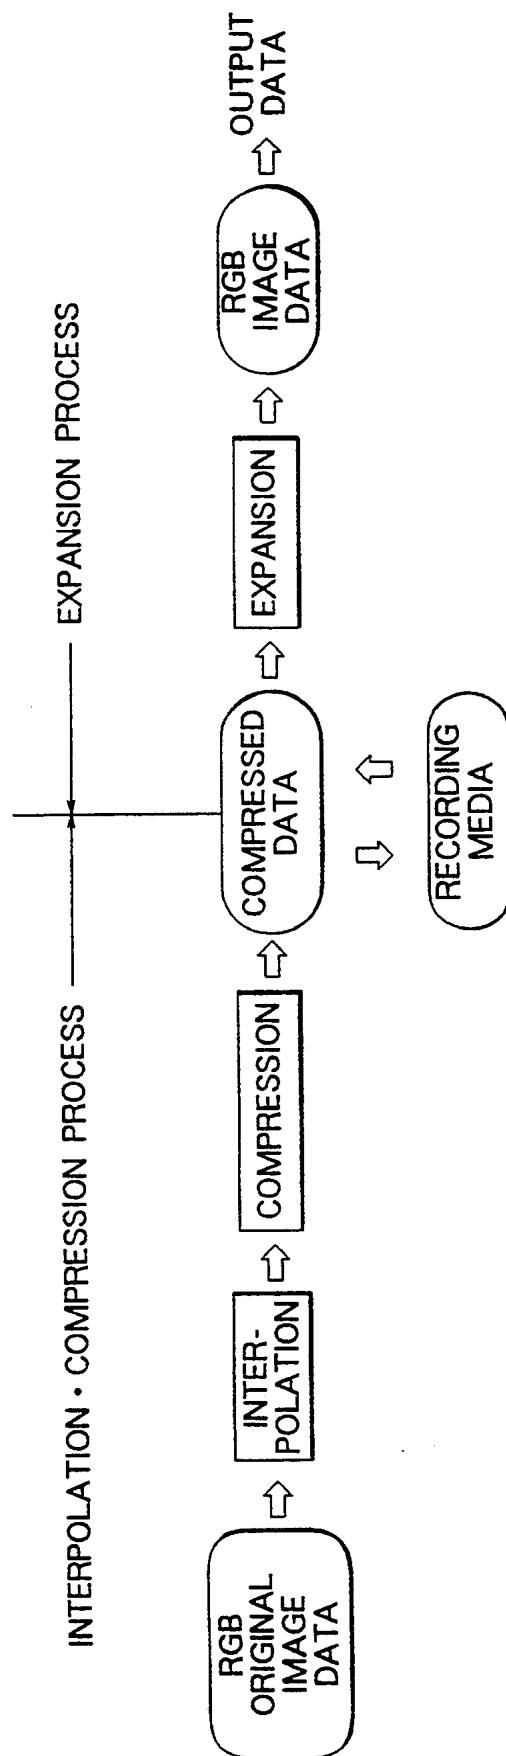 INTERPOLATION · COMPRESSION PROCESS
EXPANSION PROCESS
RGB
ORIGINAL
IMAGE
DATA
INTER-
POLATION
COMPRESSION
COMPRESSED
DATA
EXPANSION
RGB
IMAGE
DATA
OUTPUT
DATA
RECORDING
MEDIA